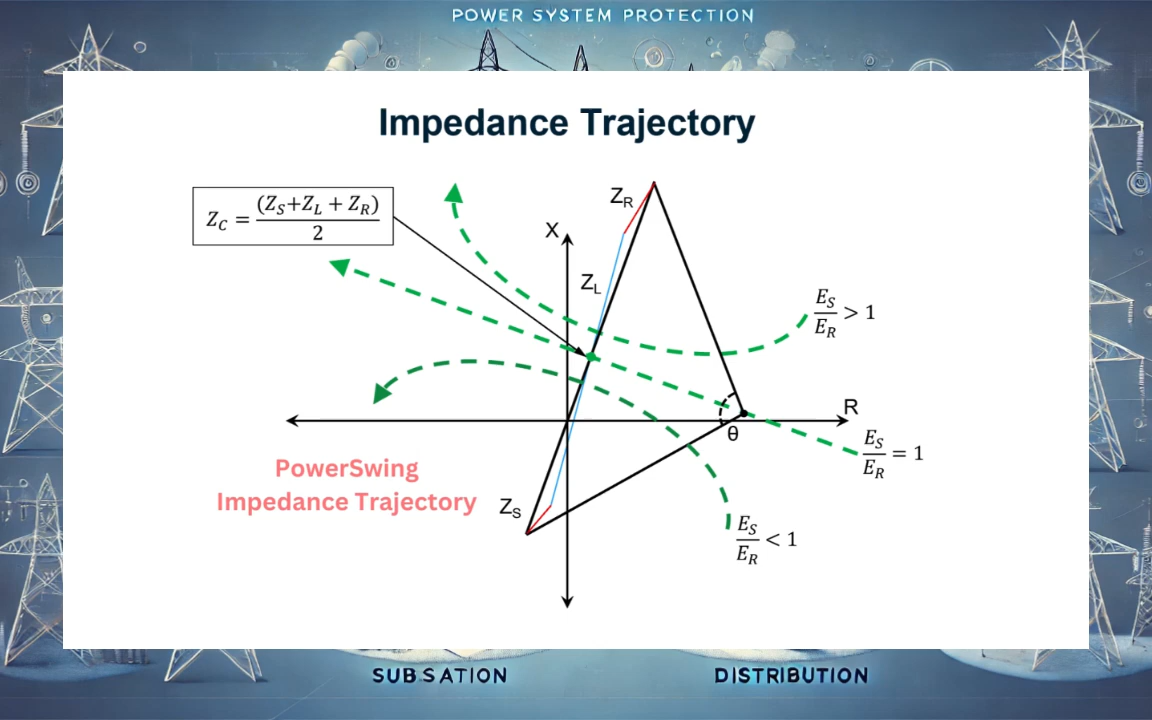 POWER SYSTEM PROTECTION
Impedance Trajectory
Z_C = (Z_S+Z_L + Z_R) / 2
Z_R
X
Z_L
E_S / E_R > 1
R
θ
E_S / E_R = 1
PowerSwing
Impedance Trajectory
Z_S
E_S / E_R < 1
SUBSATION
DISTRIBUTION